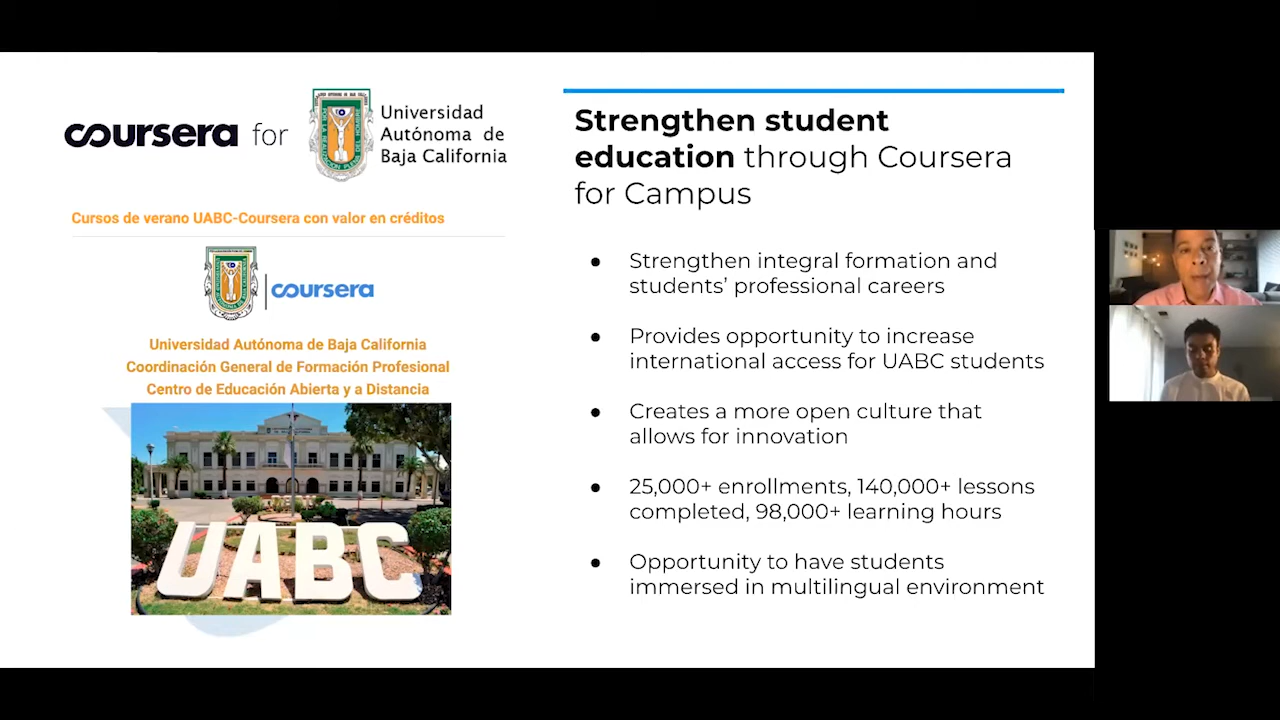 coursera for
Universidad
Autónoma de
Baja California
Cursos de verano UABC-Coursera con valor en créditos
coursera
Universidad Autónoma de Baja California
Coordinación General de Formación Profesional
Centro de Educación Abierta y a Distancia
UABC
Strengthen student
education through Coursera
for Campus
● Strengthen integral formation and
students’ professional careers
● Provides opportunity to increase
international access for UABC students
● Creates a more open culture that
allows for innovation
● 25,000+ enrollments, 140,000+ lessons
completed, 98,000+ learning hours
● Opportunity to have students
immersed in multilingual environment